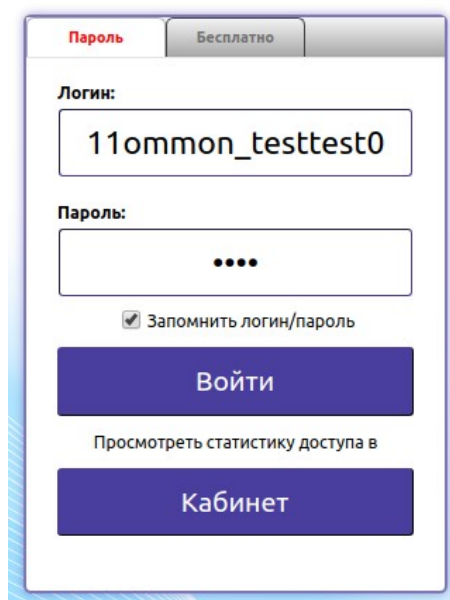 Пароль Бесплатно
Логин:
11ommon_testtest0
Пароль:
••••
Запомнить логин/пароль
Войти
Просмотреть статистику доступа в
Кабинет